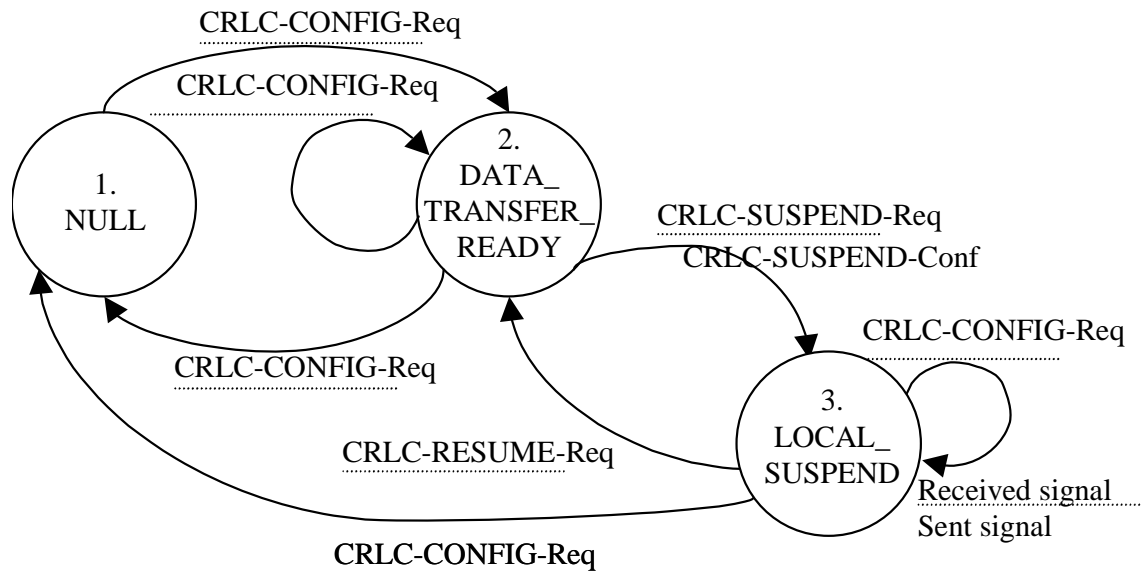 CRLC-CONFIG-Req
CRLC-CONFIG-Req
1.
NULL
2.
DATA_
TRANSFER_
READY
CRLC-SUSPEND-Req
CRLC-SUSPEND-Conf
CRLC-CONFIG-Req
CRLC-CONFIG-Req
3.
LOCAL_
SUSPEND
CRLC-RESUME-Req
Received signal
Sent signal
CRLC-CONFIG-Req